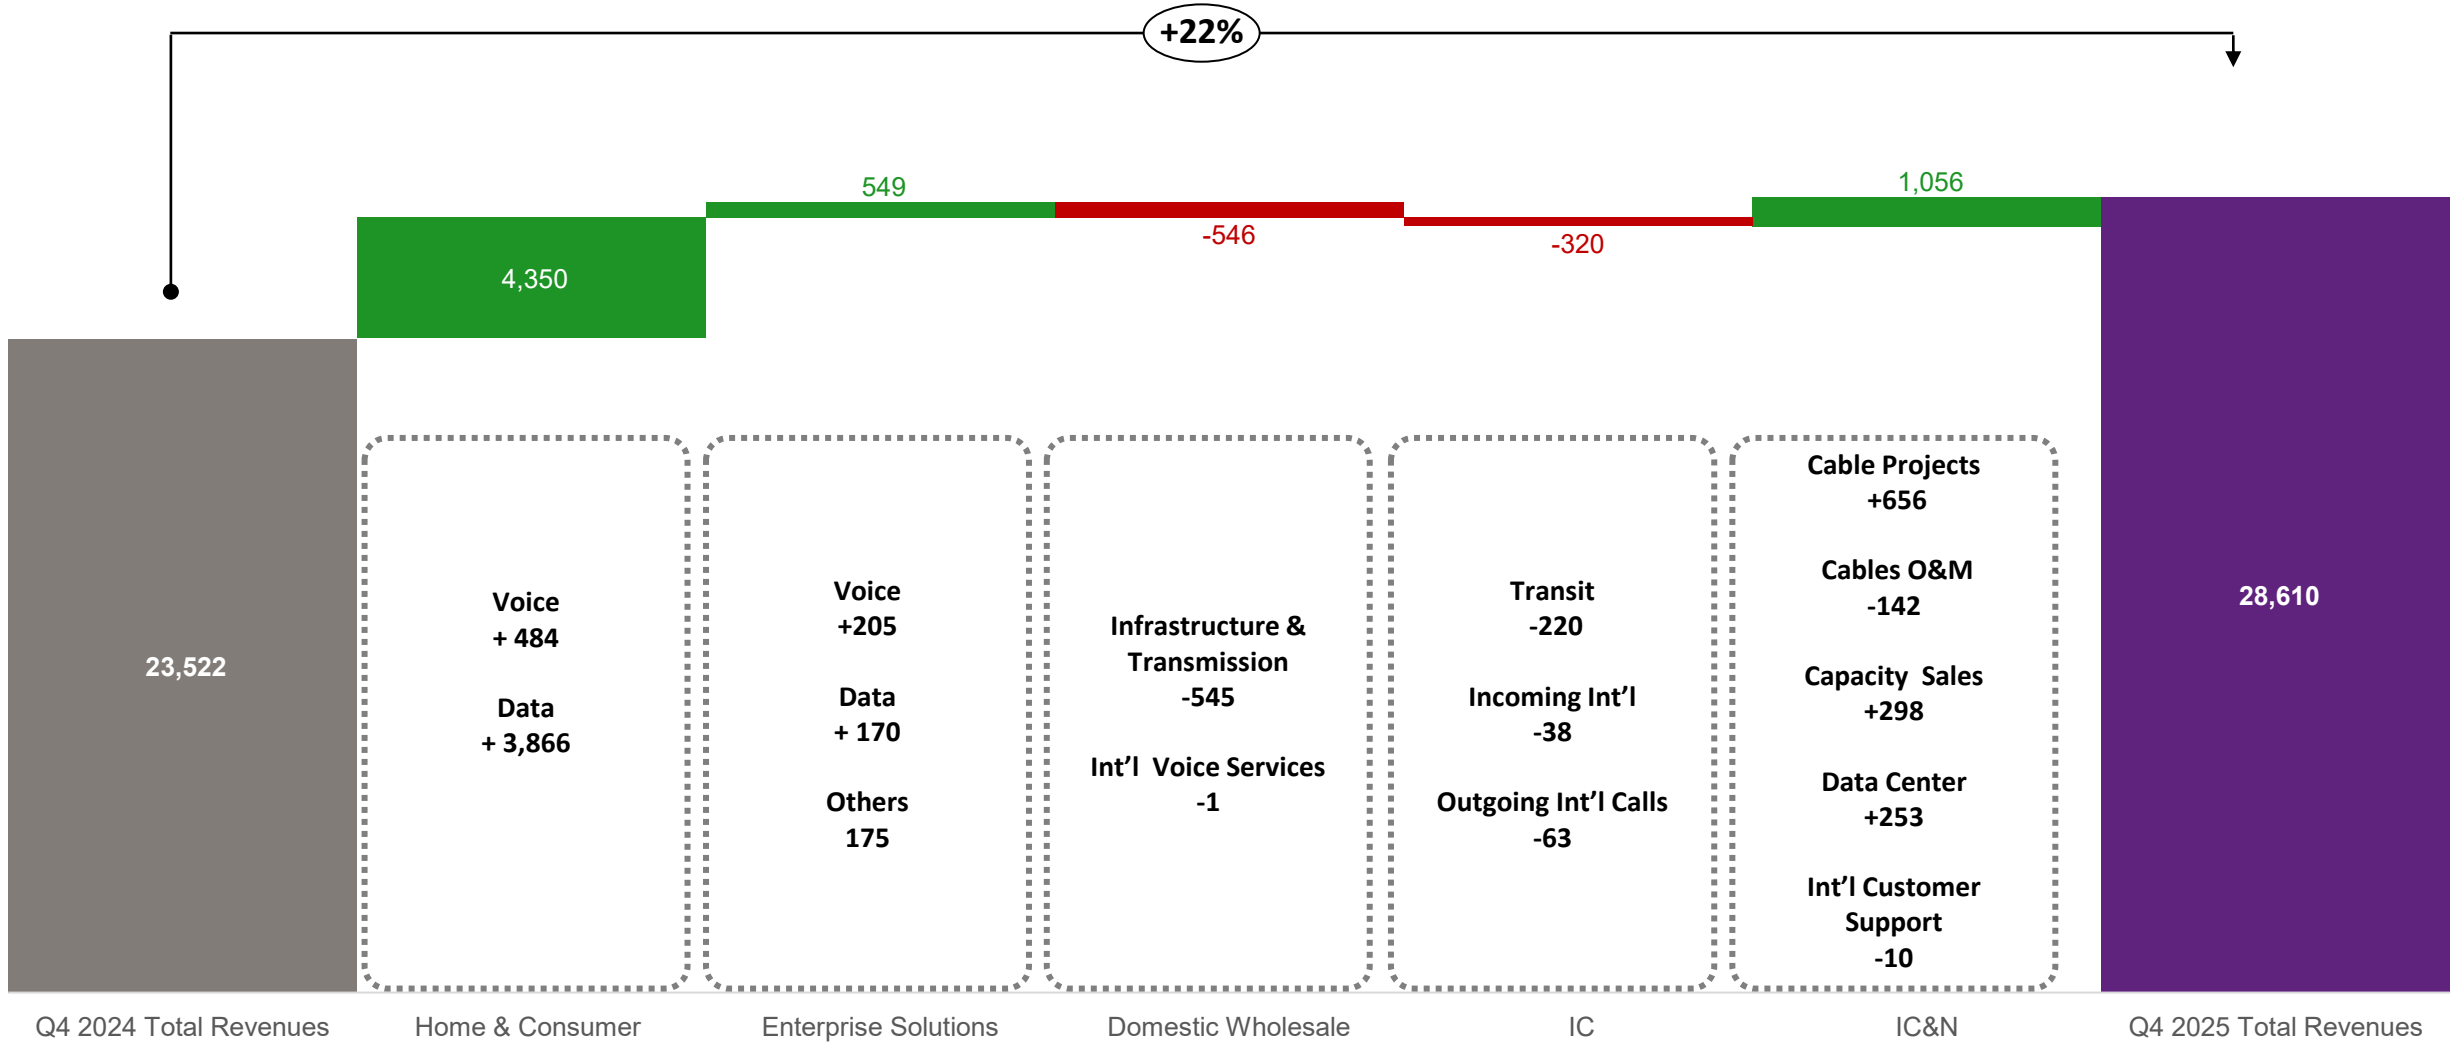 +22%
549
1,056
-546
-320
4,350
Cable Projects
+656
Cables O&M
-142
Capacity  Sales
+298
Data Center
+253
Int’l Customer
Support
-10
Voice
+ 484
Data
+ 3,866
Voice
+205
Data
+ 170
Others
175
Infrastructure &
Transmission
-545
Int’l  Voice Services
-1
Transit
-220
Incoming Int’l
-38
Outgoing Int’l Calls
-63
23,522
28,610
Q4 2024 Total Revenues
Home & Consumer
Enterprise Solutions
Domestic Wholesale
IC
IC&N
Q4 2025 Total Revenues